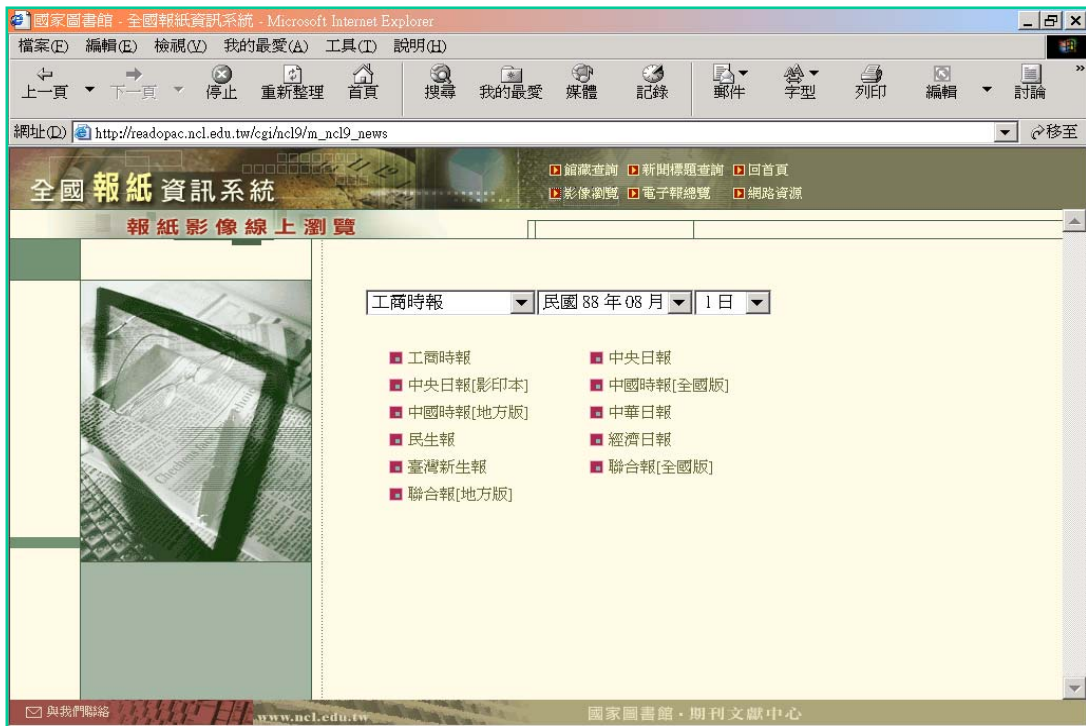 國家圖書館 - 全國報紙資訊系統 - Microsoft Internet Explorer
檔案(F) 編輯(E) 檢視(V) 我的最愛(A) 工具(T) 說明(H)
上一頁 下一頁 停止 重新整理 首頁 搜尋 我的最愛 媒體 記錄 郵件 字型 列印 編輯 討論
網址(D) http://readopac.ncl.edu.tw/cgi/ncl9/m_ncl9_news 移至
全國報紙資訊系統
館藏查詢 新聞標題查詢 回首頁
影像瀏覽 電子報總覽 網路資源
報紙影像線上瀏覽
工商時報 民國 88 年 08 月 1 日
工商時報 中央日報
中央日報[影印本] 中國時報[全國版]
中國時報[地方版] 中華日報
民生報 經濟日報
臺灣新生報 聯合報[全國版]
聯合報[地方版]
與我們聯絡 www.ncl.edu.tw 國家圖書館・期刊文獻中心